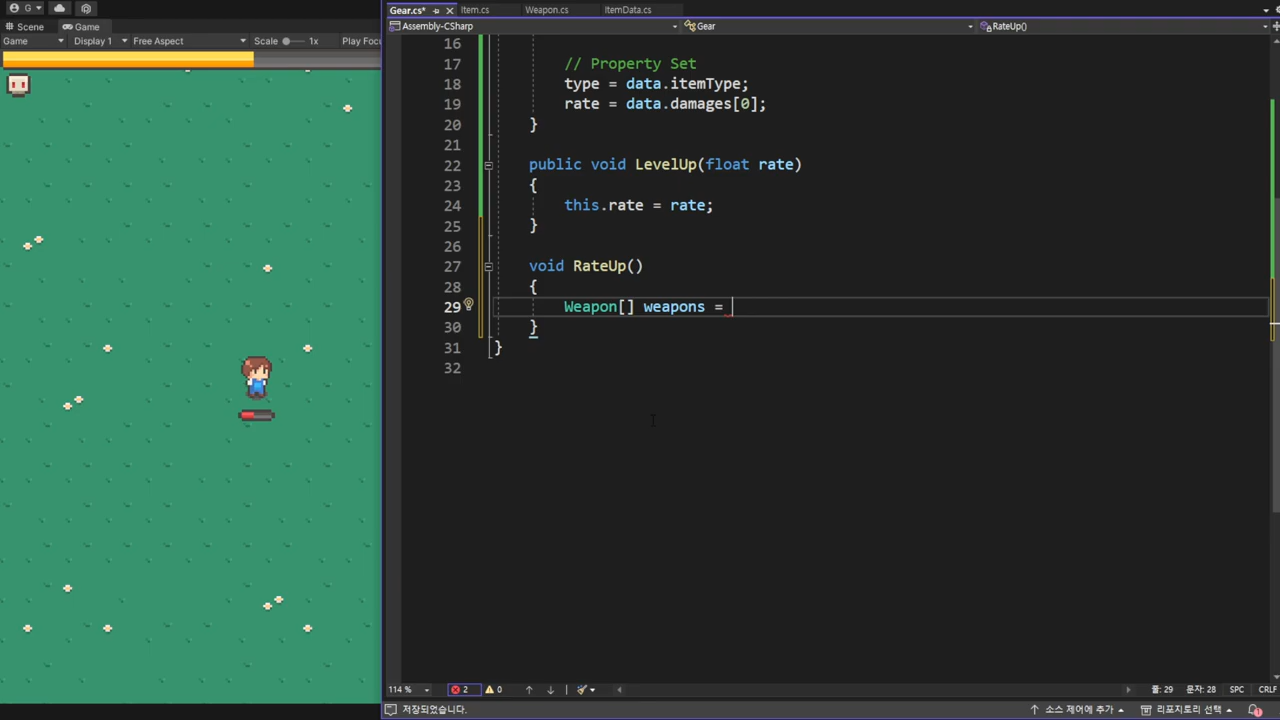 G
Gear.cs*
Item.cs
Weapon.cs
ItemData.cs
Scene
Game
Assembly-CSharp
Gear
RateUp()
Game
Display 1
Free Aspect
Scale
1x
Play Focu
16
17 // Property Set
18 type = data.itemType;
19 rate = data.damages[0];
20 }
21
22 public void LevelUp(float rate)
23 {
24 this.rate = rate;
25 }
26
27 void RateUp()
28 {
29 Weapon[] weapons =
30 }
31 }
32
114 %
2
0
줄: 29
문자: 28
SPC
CRLF
저장되었습니다.
소스 제어에 추가
리포지토리 선택
1